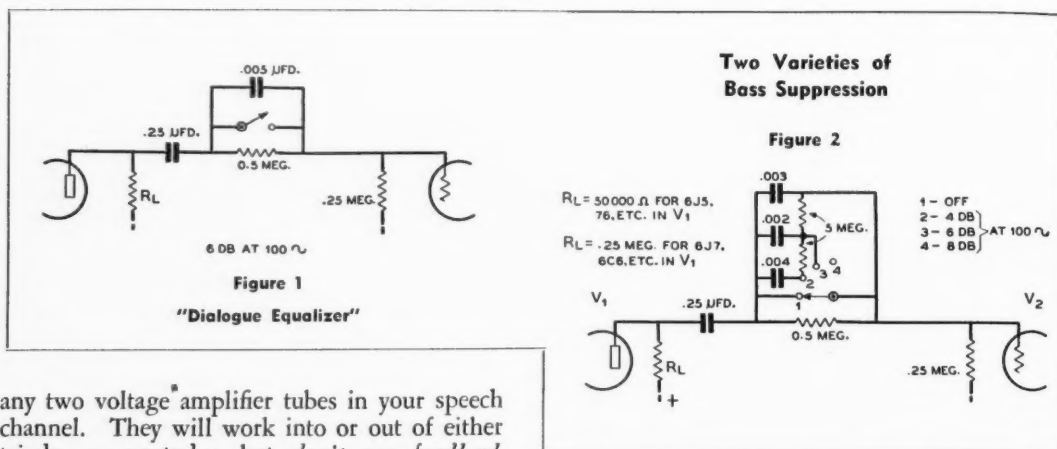 .005 µFD.
.25 µFD.
0.5 MEG.
RL
.25 MEG.
6 DB AT 100 ~
Figure 1
"Dialogue Equalizer"
Two Varieties of
Bass Suppression
Figure 2
.003
RL = 50000 Ω FOR 6J5,
76, ETC. IN V1
.002
5 MEG.
RL = .25 MEG. FOR 6J7,
6C6, ETC. IN V1
.004
1 - OFF
2 - 4 DB
3 - 6 DB } AT 100 ~
4 - 8 DB
2 3 4
1
V1
.25 µFD.
0.5 MEG.
V2
RL
+
.25 MEG.
any two voltage amplifier tubes in your speech
channel. They will work into or out of either